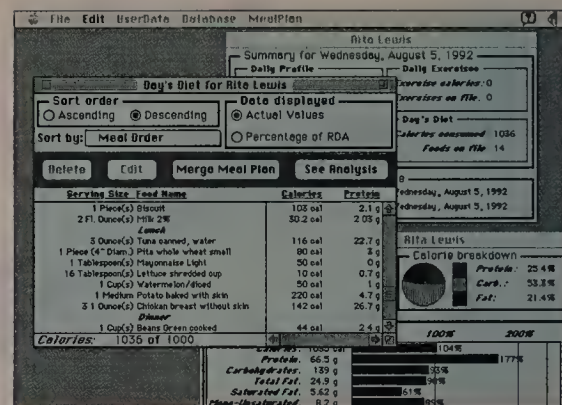 File Edit UserData Database MealPlan
Rita Lewis
Summary for Wednesday, August 5, 1992
Daily Profile
Daily Exercises
Exercise calories: 0
Exercises on file. 0
Day's Diet
Calories consumed 1036
Foods on file 14
Wednesday, August 5, 1992
Wednesday, August 5, 1992
Day's Diet for Rita Lewis
Sort order
Ascending Descending
Sort by: Meal Order
Data displayed
Actual Values
Percentage of RDA
Delete Edit Merge Meal Plan See Analysis
Serving Size Food Name Calories Protein
1 Piece(s) Biscuit 103 cal 2.1 g
2 Fl. Ounce(s) Milk 2% 30.2 cal 2.03 g
Lunch
3 Ounce(s) Tuna canned, water 116 cal 22.7 g
1 Piece (4" Diam.) Pita whole wheat small 80 cal 3 g
1 Tablespoon(s) Mayonnaise Light 50 cal 0 g
16 Tablespoon(s) Lettuce shredded cup 10 cal 0.7 g
1 Cup(s) Watermelon/diced 50 cal 1 g
1 Medium Potato baked with skin 220 cal 4.7 g
3 1 Ounce(s) Chicken breast without skin 142 cal 26.7 g
Dinner
1 Cup(s) Beans Green cooked 44 cal 2.4 g
Calories: 1036 of 1000
Rita Lewis
Calorie breakdown
Protein: 25.4%
Carb.: 53.3%
Fat: 21.4%
100% 200%
Calories. 104%
Protein. 66.5 g 177%
Carbohydrates. 139 g 93%
Total Fat. 24.9 g
Saturated Fat. 5.62 g 61%
Mono-Unsaturated 8.2 g 89%